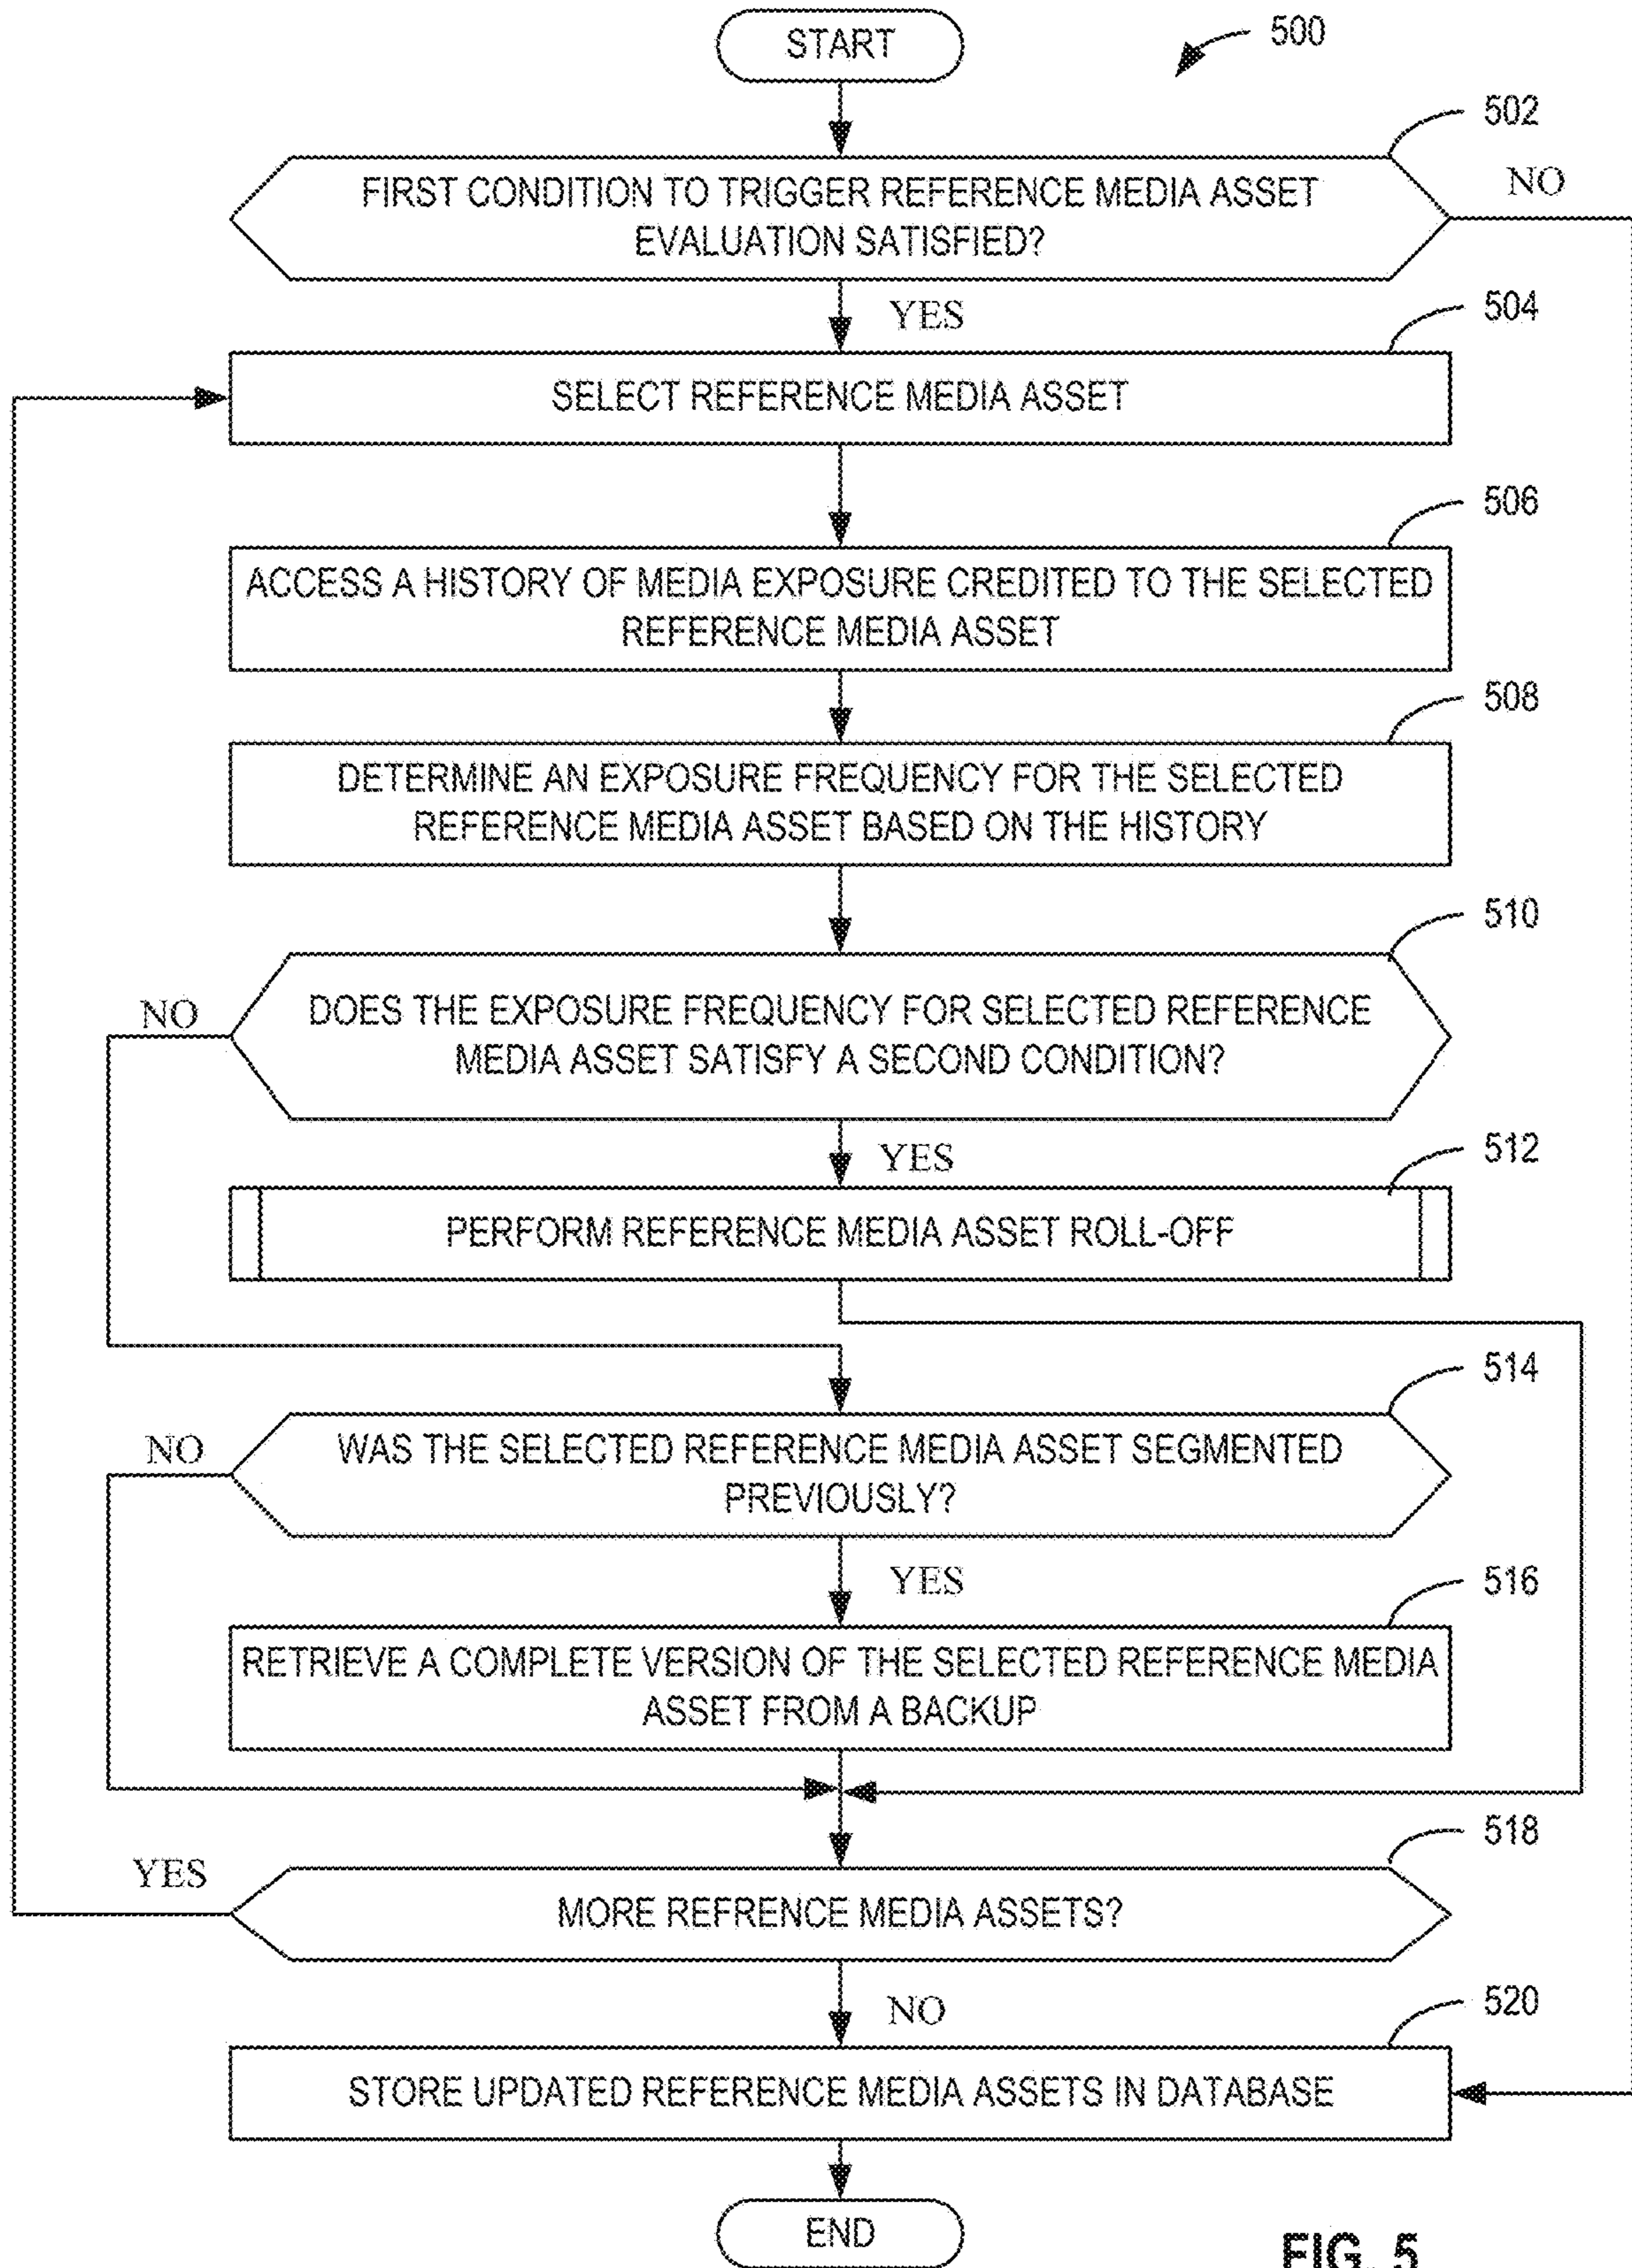 START
500
502
FIRST CONDITION TO TRIGGER REFERENCE MEDIA ASSET
EVALUATION SATISFIED?
NO
YES
504
SELECT REFERENCE MEDIA ASSET
506
ACCESS A HISTORY OF MEDIA EXPOSURE CREDITED TO THE SELECTED
REFERENCE MEDIA ASSET
508
DETERMINE AN EXPOSURE FREQUENCY FOR THE SELECTED
REFERENCE MEDIA ASSET BASED ON THE HISTORY
510
NO
DOES THE EXPOSURE FREQUENCY FOR SELECTED REFERENCE
MEDIA ASSET SATISFY A SECOND CONDITION?
YES
512
PERFORM REFERENCE MEDIA ASSET ROLL-OFF
514
NO
WAS THE SELECTED REFERENCE MEDIA ASSET SEGMENTED
PREVIOUSLY?
YES
516
RETRIEVE A COMPLETE VERSION OF THE SELECTED REFERENCE MEDIA
ASSET FROM A BACKUP
518
YES
MORE REFRENCE MEDIA ASSETS?
NO
520
STORE UPDATED REFERENCE MEDIA ASSETS IN DATABASE
END
FIG. 5